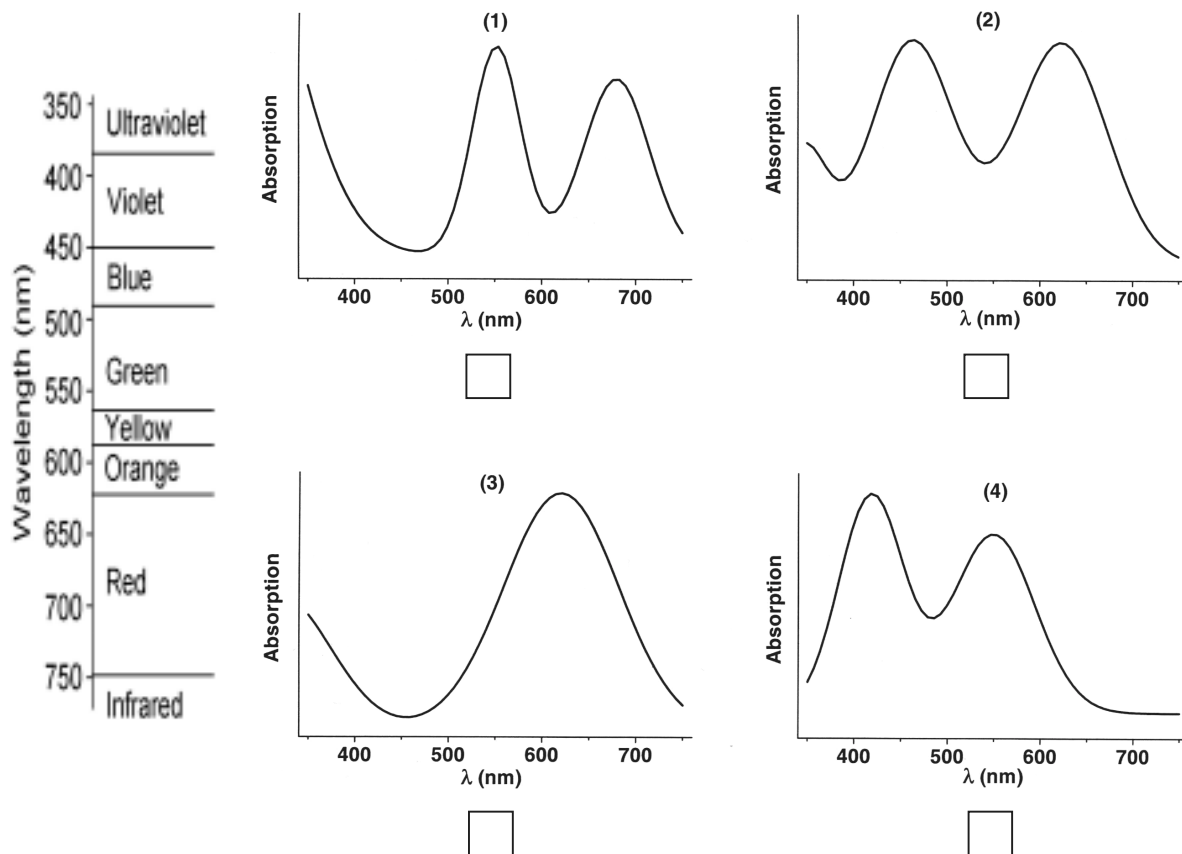 Wavelength (nm)
350
400
450
500
550
600
650
700
750
Ultraviolet
Violet
Blue
Green
Yellow
Orange
Red
Infrared
(1)
Absorption
400 500 600 700
λ (nm)
(2)
Absorption
400 500 600 700
λ (nm)
(3)
Absorption
400 500 600 700
λ (nm)
(4)
Absorption
400 500 600 700
λ (nm)